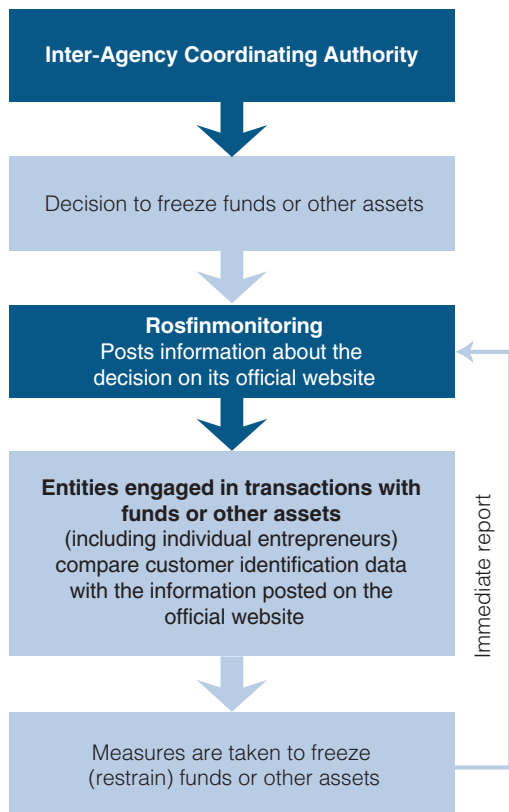 Inter-Agency Coordinating Authority
Decision to freeze funds or other assets
Rosfinmonitoring
Posts information about the
decision on its official website
Entities engaged in transactions with
funds or other assets
(including individual entrepreneurs)
compare customer identification data
with the information posted on the
official website
Immediate report
Measures are taken to freeze
(restrain) funds or other assets